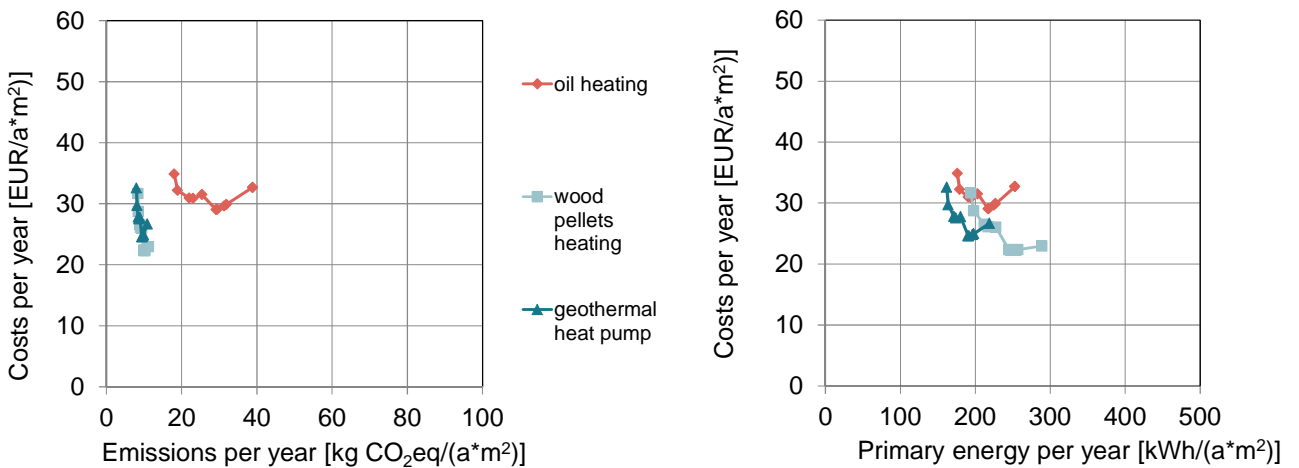 60
50
40
30
20
10
0
0 20 40 60 80 100
Costs per year [EUR/a*m²]
Emissions per year [kg CO₂eq/(a*m²)]
oil heating
wood
pellets
heating
geothermal
heat pump
60
50
40
30
20
10
0
0 100 200 300 400 500
Costs per year [EUR/a*m²]
Primary energy per year [kWh/(a*m²)]